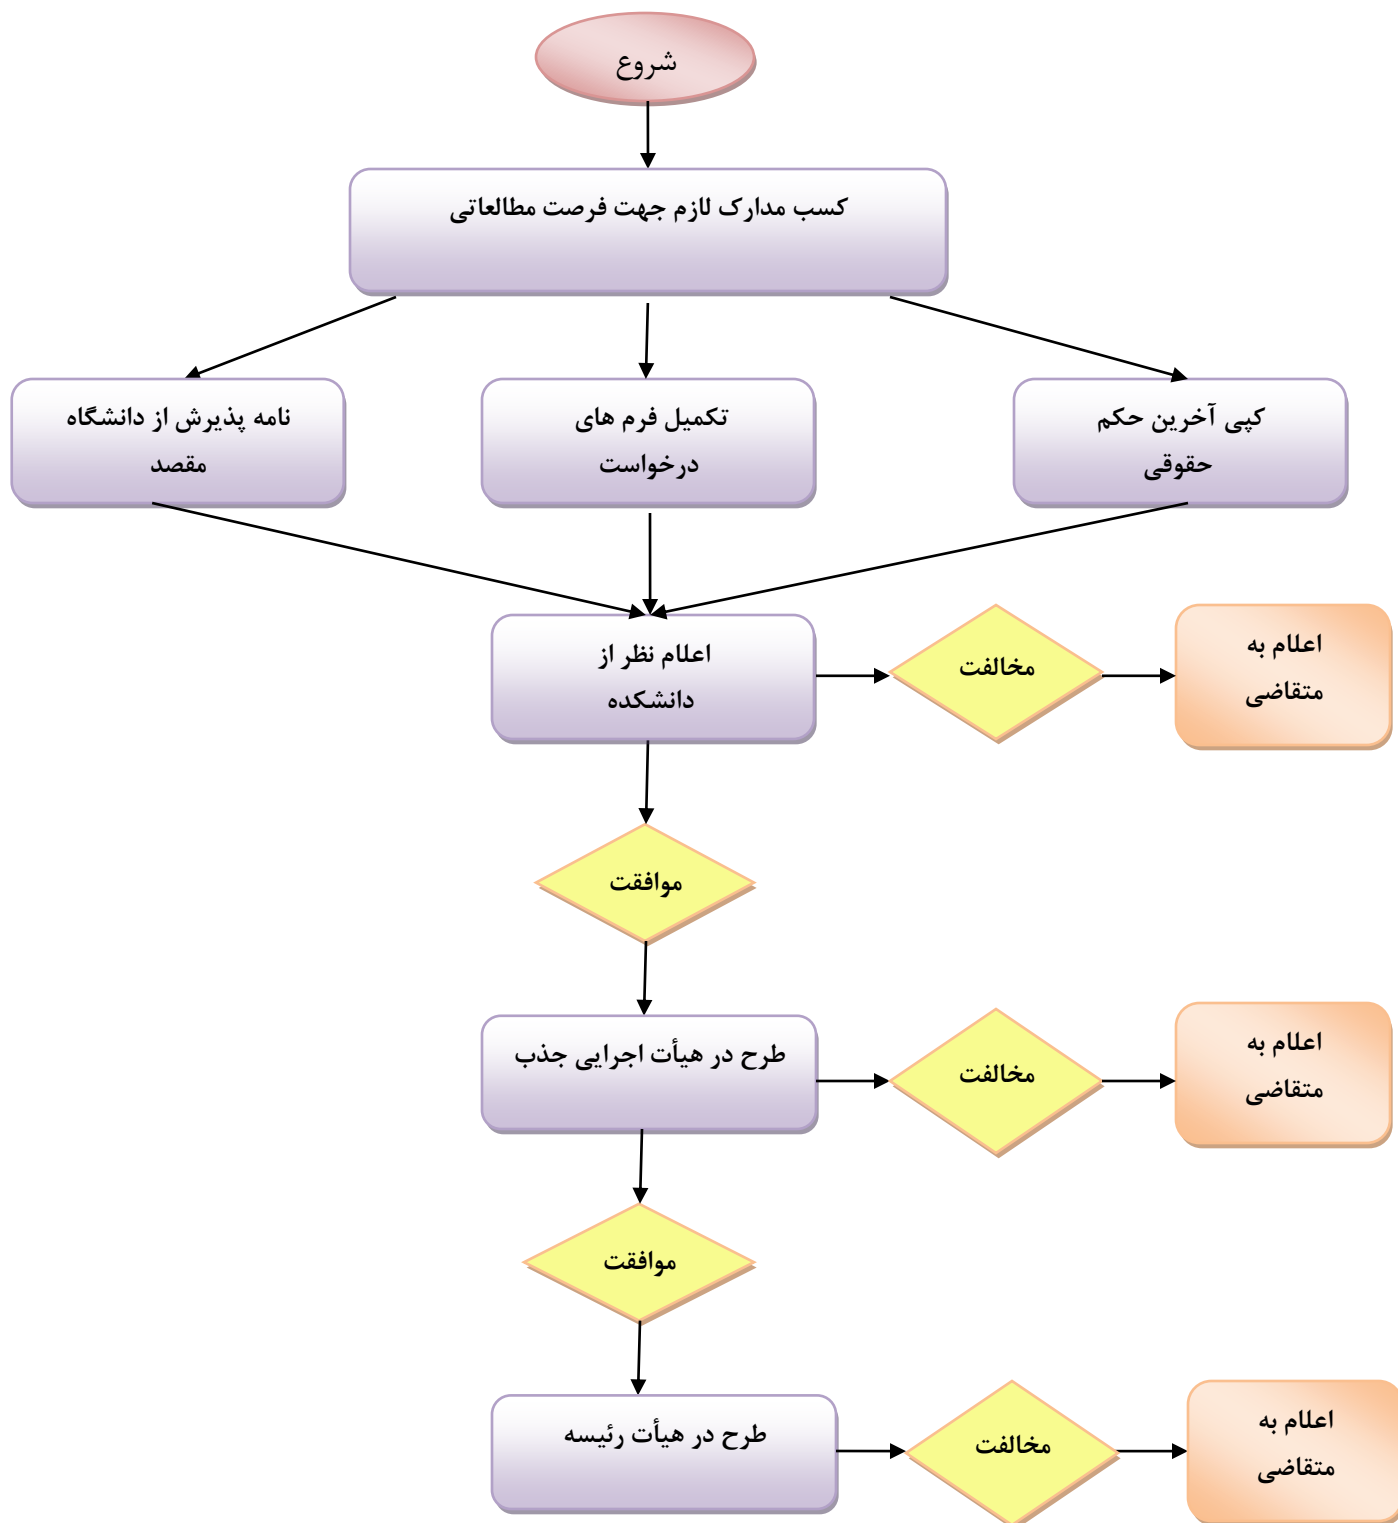 شروع
کسب مدارک لازم جهت فرصت مطالعاتی
کپی آخرین حکم
حقوقی
تکمیل فرم های
درخواست
نامه پذیرش از دانشگاه
مقصد
اعلام نظر از
دانشکده
مخالفت
اعلام به
متقاضی
موافقت
طرح در هیأت اجرایی جذب
مخالفت
اعلام به
متقاضی
موافقت
طرح در هیأت رئیسه
مخالفت
اعلام به
متقاضی